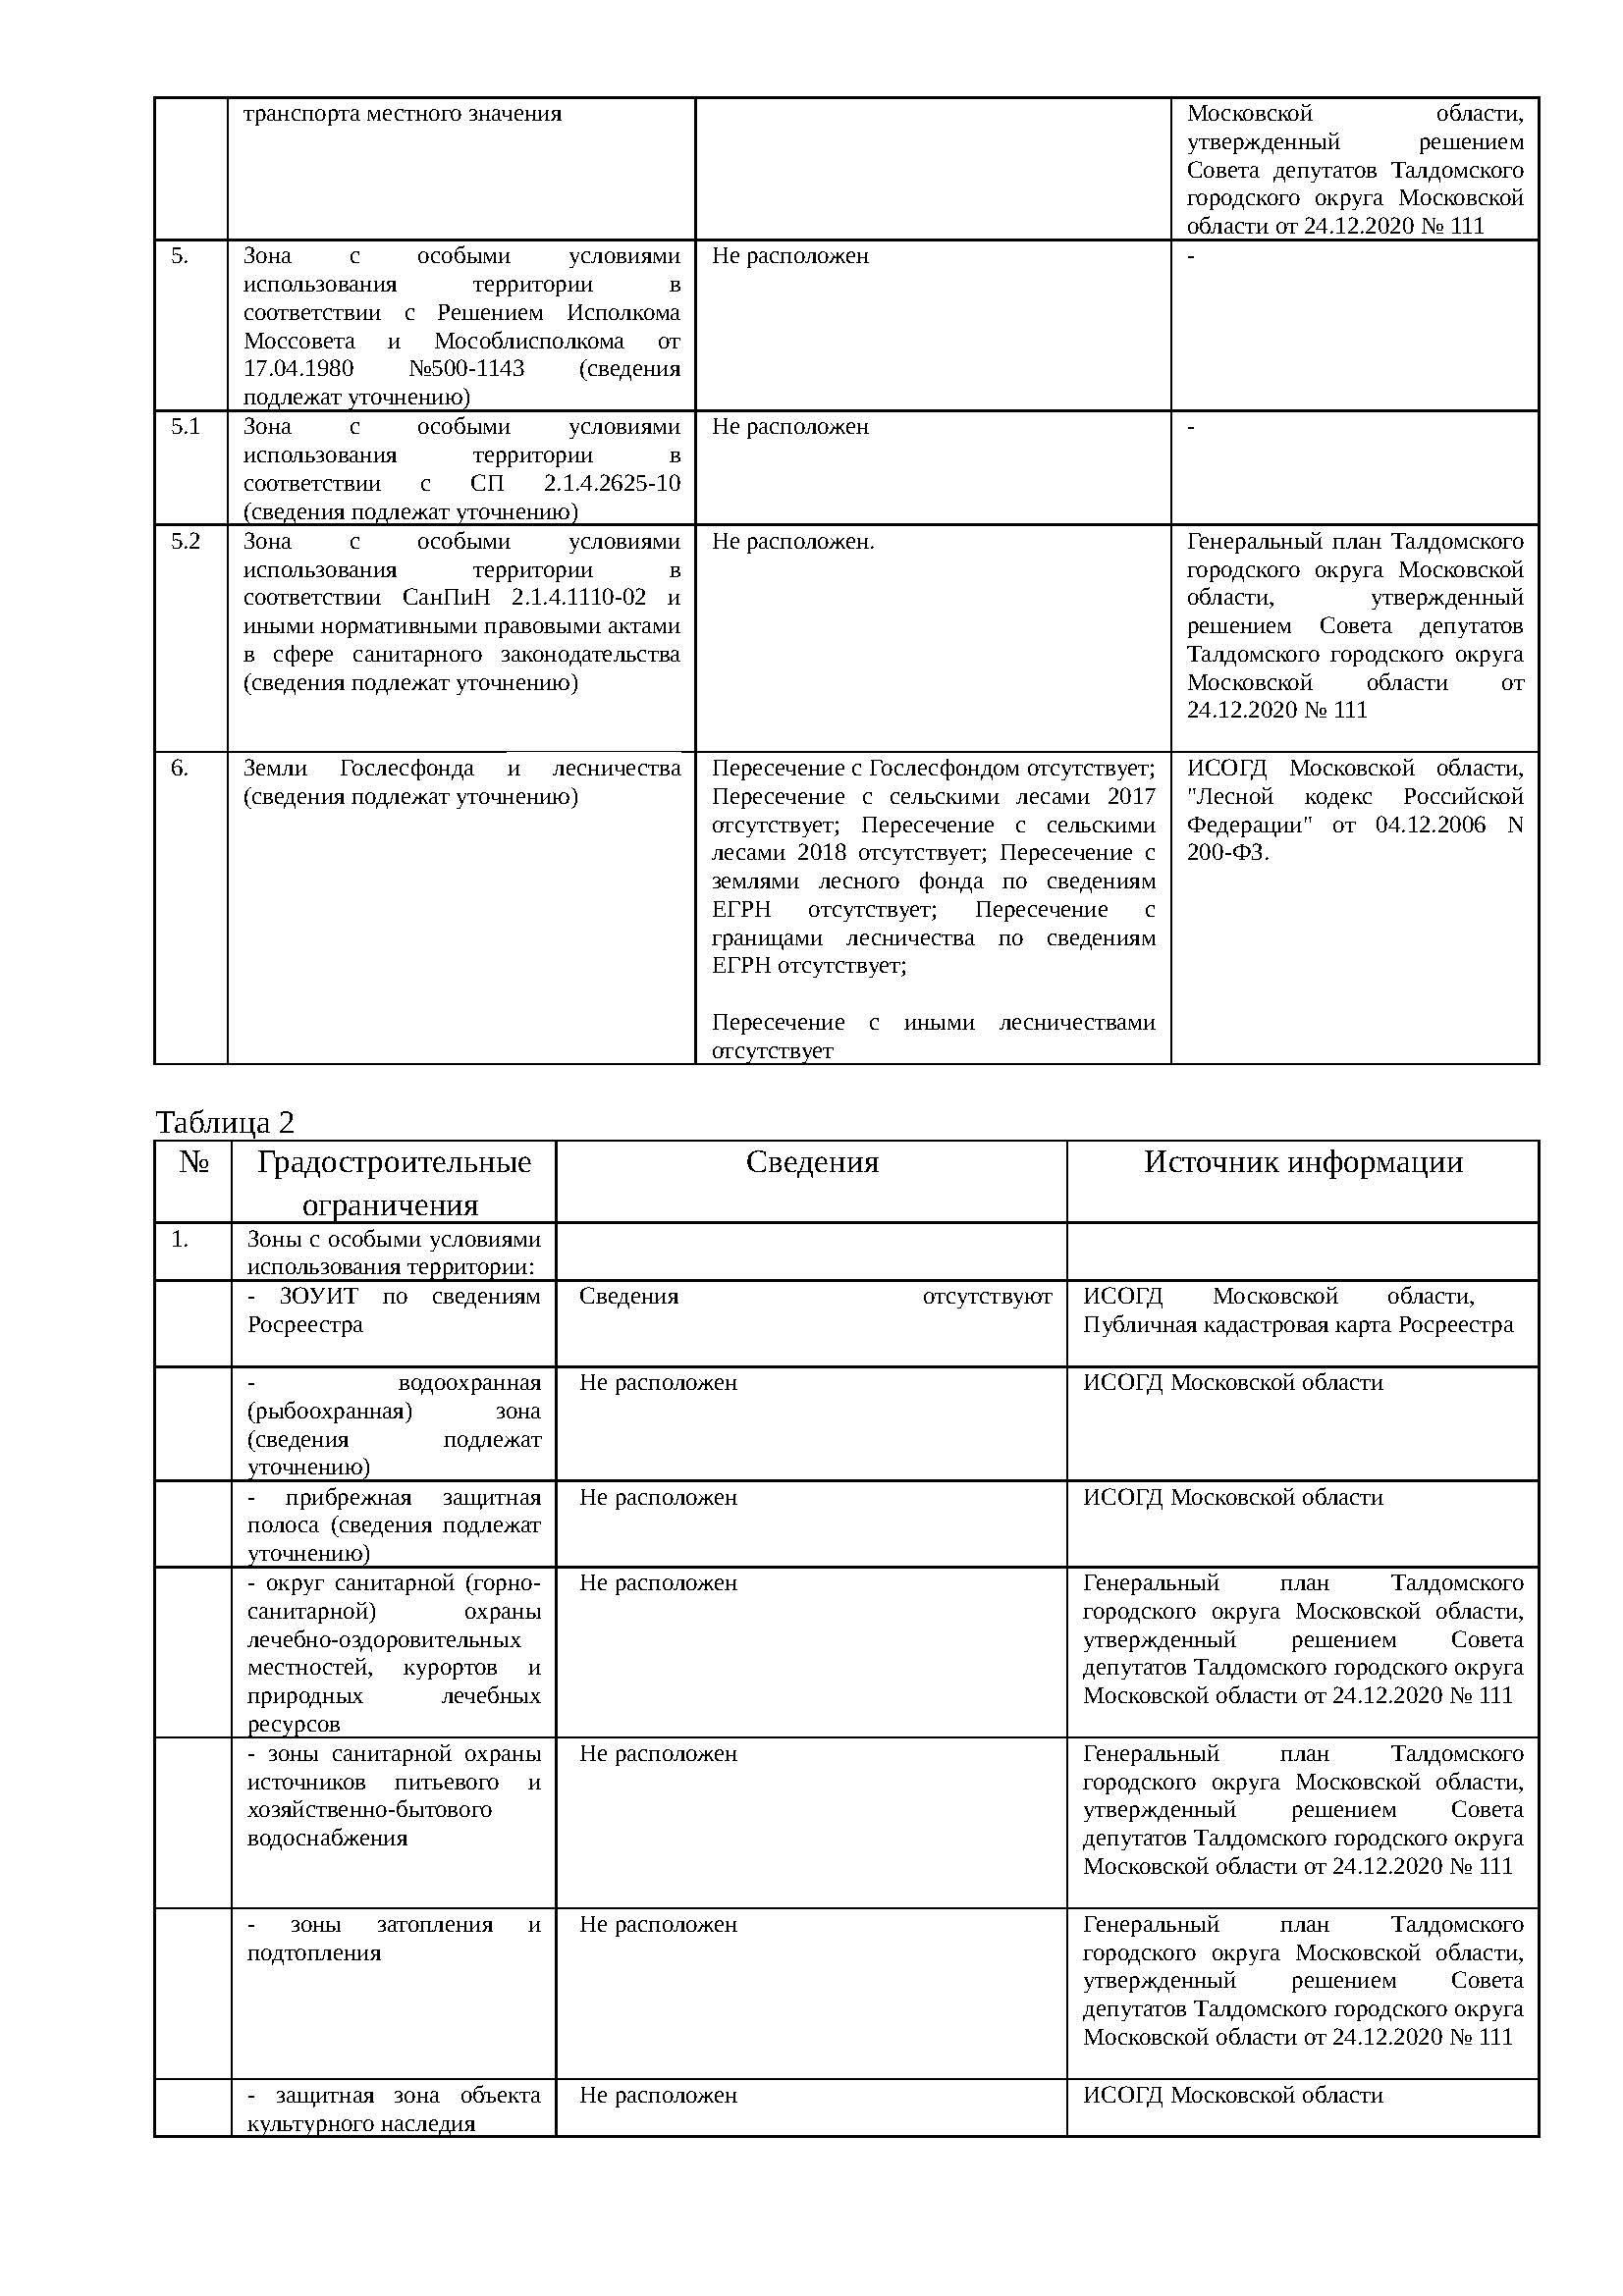 транспорта местного значения
Московской области,
утвержденный решением
Совета депутатов Талдомского
городского округа Московской
области от 24.12.2020 № 111
5.
Зона с особыми условиями
использования территории в
соответствии с Решением Исполкома
Моссовета и Мособлисполкома от
17.04.1980 №500-1143 (сведения
подлежат уточнению)
Не расположен
-
5.1
Зона с особыми условиями
использования территории в
соответствии с СП 2.1.4.2625-10
(сведения подлежат уточнению)
Не расположен
-
5.2
Зона с особыми условиями
использования территории в
соответствии СанПиН 2.1.4.1110-02 и
иными нормативными правовыми актами
в сфере санитарного законодательства
(сведения подлежат уточнению)
Не расположен.
Генеральный план Талдомского
городского округа Московской
области, утвержденный
решением Совета депутатов
Талдомского городского округа
Московской области от
24.12.2020 № 111
6.
Земли Гослесфонда и лесничества
(сведения подлежат уточнению)
Пересечение с Гослесфондом отсутствует;
Пересечение с сельскими лесами 2017
отсутствует; Пересечение с сельскими
лесами 2018 отсутствует; Пересечение с
землями лесного фонда по сведениям
ЕГРН отсутствует; Пересечение с
границами лесничества по сведениям
ЕГРН отсутствует;
Пересечение с иными лесничествами
отсутствует
ИСОГД Московской области,
"Лесной кодекс Российской
Федерации" от 04.12.2006 N
200-ФЗ.
Таблица 2
№
Градостроительные
ограничения
Сведения
Источник информации
1.
Зоны с особыми условиями
использования территории:
- ЗОУИТ по сведениям
Росреестра
Сведения отсутствуют
ИСОГД Московской области,
Публичная кадастровая карта Росреестра
- водоохранная
(рыбоохранная) зона
(сведения подлежат
уточнению)
Не расположен
ИСОГД Московской области
- прибрежная защитная
полоса (сведения подлежат
уточнению)
Не расположен
ИСОГД Московской области
- округ санитарной (горно-
санитарной) охраны
лечебно-оздоровительных
местностей, курортов и
природных лечебных
ресурсов
Не расположен
Генеральный план Талдомского
городского округа Московской области,
утвержденный решением Совета
депутатов Талдомского городского округа
Московской области от 24.12.2020 № 111
- зоны санитарной охраны
источников питьевого и
хозяйственно-бытового
водоснабжения
Не расположен
Генеральный план Талдомского
городского округа Московской области,
утвержденный решением Совета
депутатов Талдомского городского округа
Московской области от 24.12.2020 № 111
- зоны затопления и
подтопления
Не расположен
Генеральный план Талдомского
городского округа Московской области,
утвержденный решением Совета
депутатов Талдомского городского округа
Московской области от 24.12.2020 № 111
- защитная зона объекта
культурного наследия
Не расположен
ИСОГД Московской области